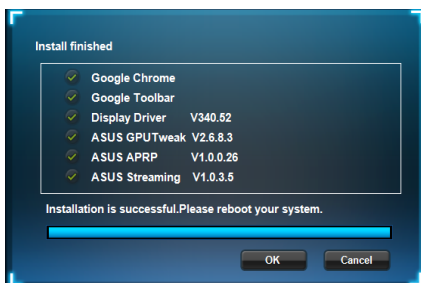 Install finished
Google Chrome
Google Toolbar
Display Driver V340.52
ASUS GPUTweak V2.6.8.3
ASUS APRP V1.0.0.26
ASUS Streaming V1.0.3.5
Installation is successful.Please reboot your system.
OK Cancel